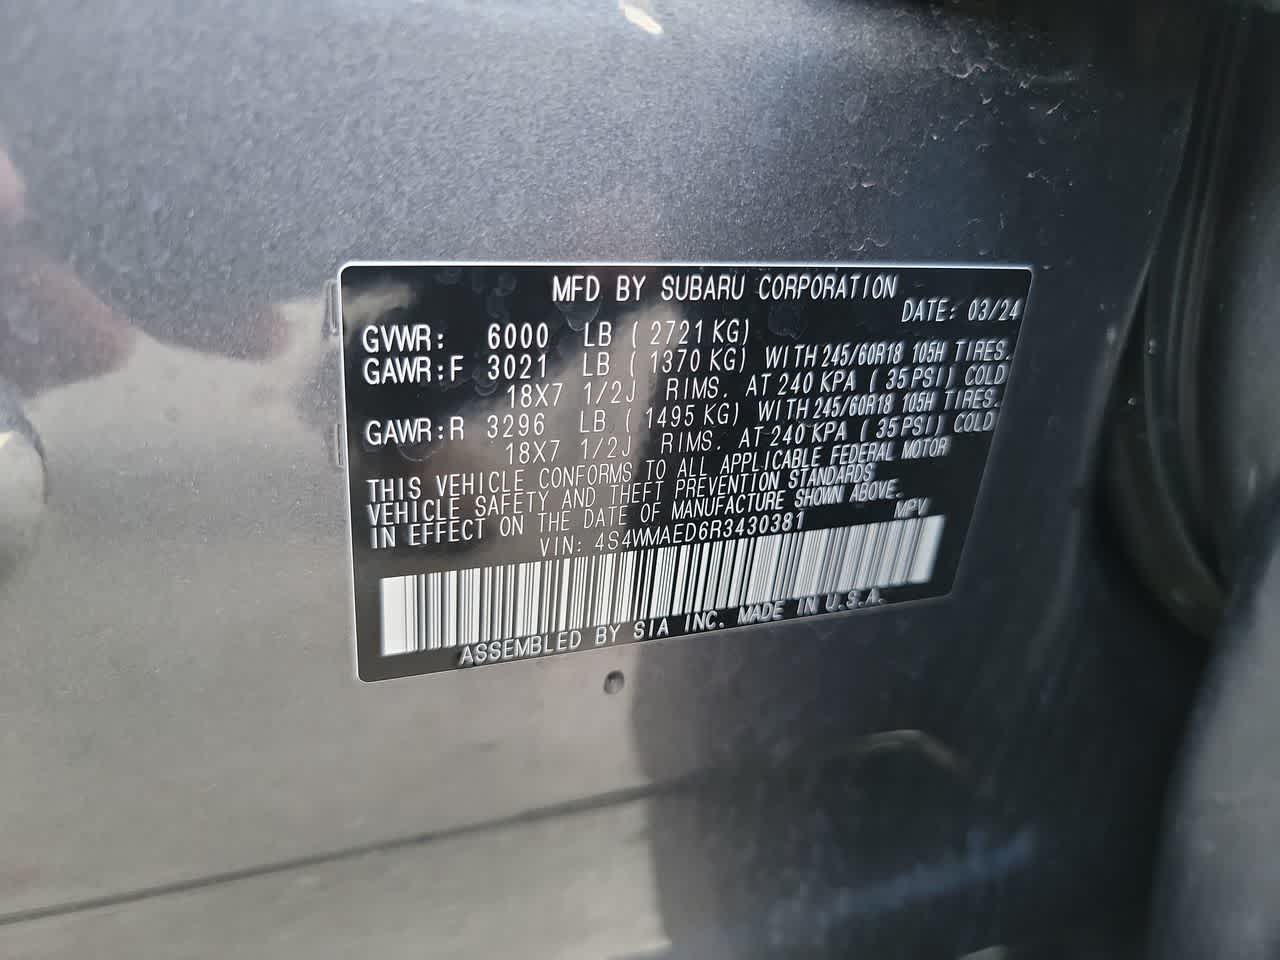 MFD BY SUBARU CORPORATION
DATE: 03/24
GVWR: 6000 LB ( 2721 KG)
GAWR:F 3021 LB ( 1370 KG) WITH 245/60R18 105H TIRES.
18X7 1/2J RIMS. AT 240 KPA ( 35 PSI) COLD
GAWR:R 3296 LB ( 1495 KG) WITH 245/60R18 105H TIRES.
18X7 1/2J RIMS. AT 240 KPA ( 35 PSI) COLD
THIS VEHICLE CONFORMS TO ALL APPLICABLE FEDERAL MOTOR
VEHICLE SAFETY AND THEFT PREVENTION STANDARDS
IN EFFECT ON THE DATE OF MANUFACTURE SHOWN ABOVE.
VIN: 4S4WMAED6R3430381 MPV
ASSEMBLED BY SIA INC. MADE IN U.S.A.